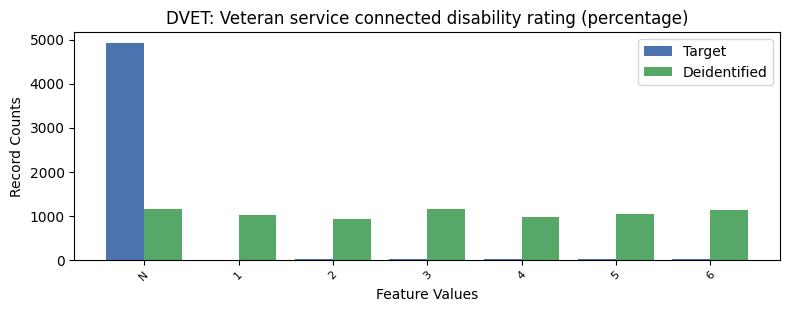 DVET: Veteran service connected disability rating (percentage)
Target
Deidentified
Record Counts
5000
4000
3000
2000
1000
0
N 1 2 3 4 5 6
Feature Values